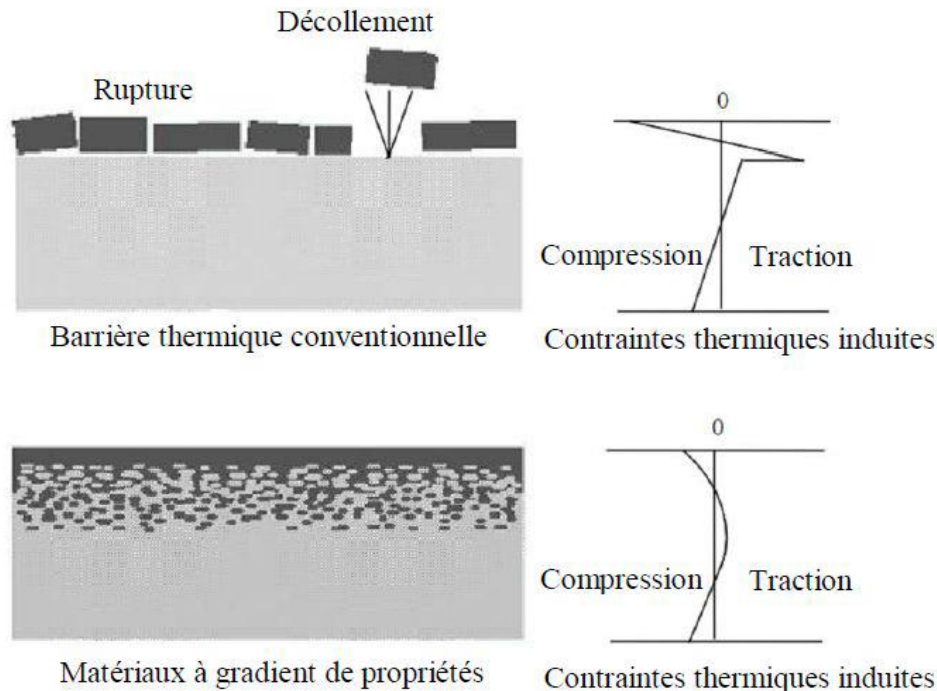 Décollement
Rupture
0
Compression Traction
Barrière thermique conventionnelle
Contraintes thermiques induites
0
Compression Traction
Matériaux à gradient de propriétés
Contraintes thermiques induites